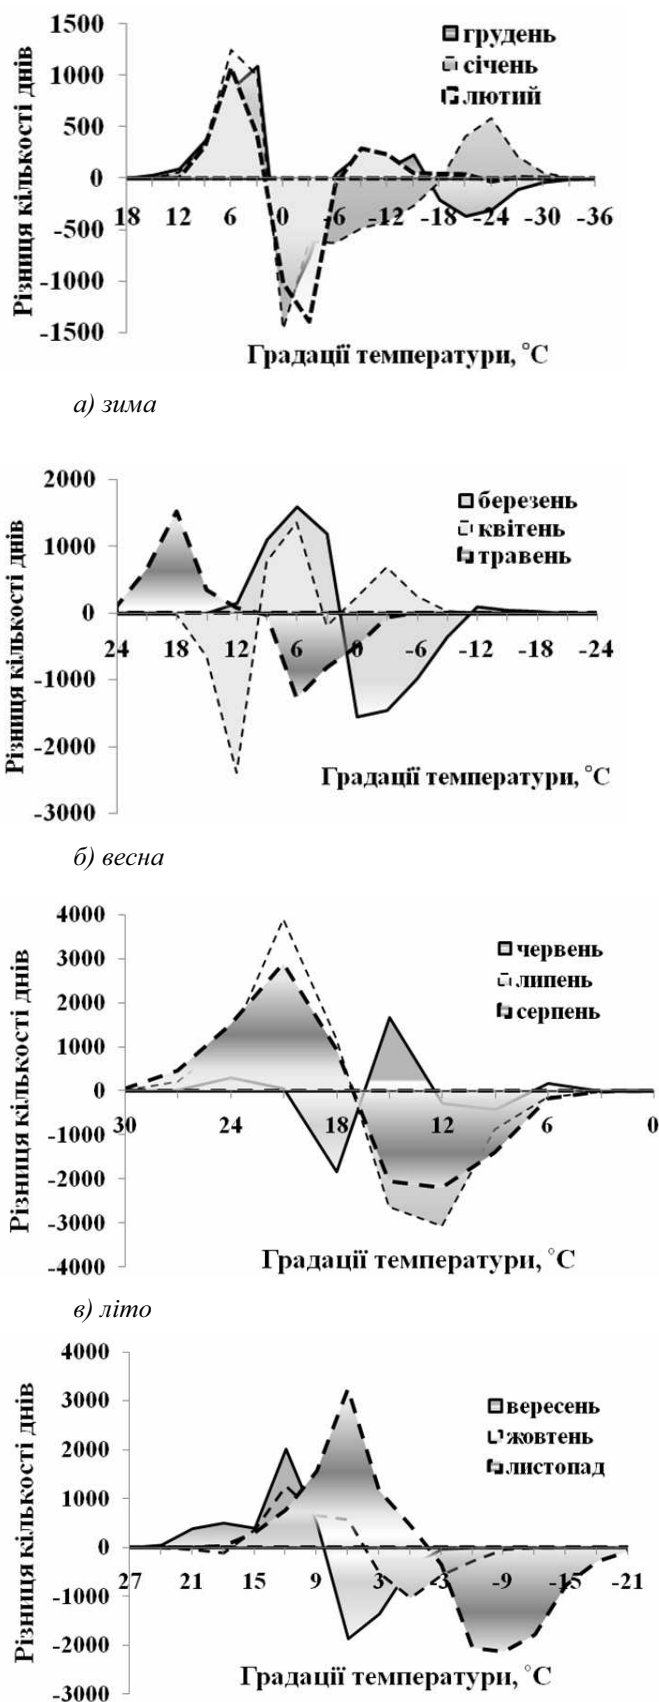 Різниця кількості днів
1500
1000
500
0
-500
-1000
-1500
18 12 6 0 -6 -12 -18 -24 -30 -36
грудень
січень
лютий
Градації температури, °С
а) зима
Різниця кількості днів
2000
1000
0
-1000
-2000
-3000
24 18 12 6 0 -6 -12 -18 -24
березень
квітень
травень
Градації температури, °С
б) весна
Різниця кількості днів
4000
3000
2000
1000
0
-1000
-2000
-3000
-4000
30 24 18 12 6 0
червень
липень
серпень
Градації температури, °С
в) літо
Різниця кількості днів
4000
3000
2000
1000
0
-1000
-2000
-3000
27 21 15 9 3 -3 -9 -15 -21
вересень
жовтень
листопад
Градації температури, °С